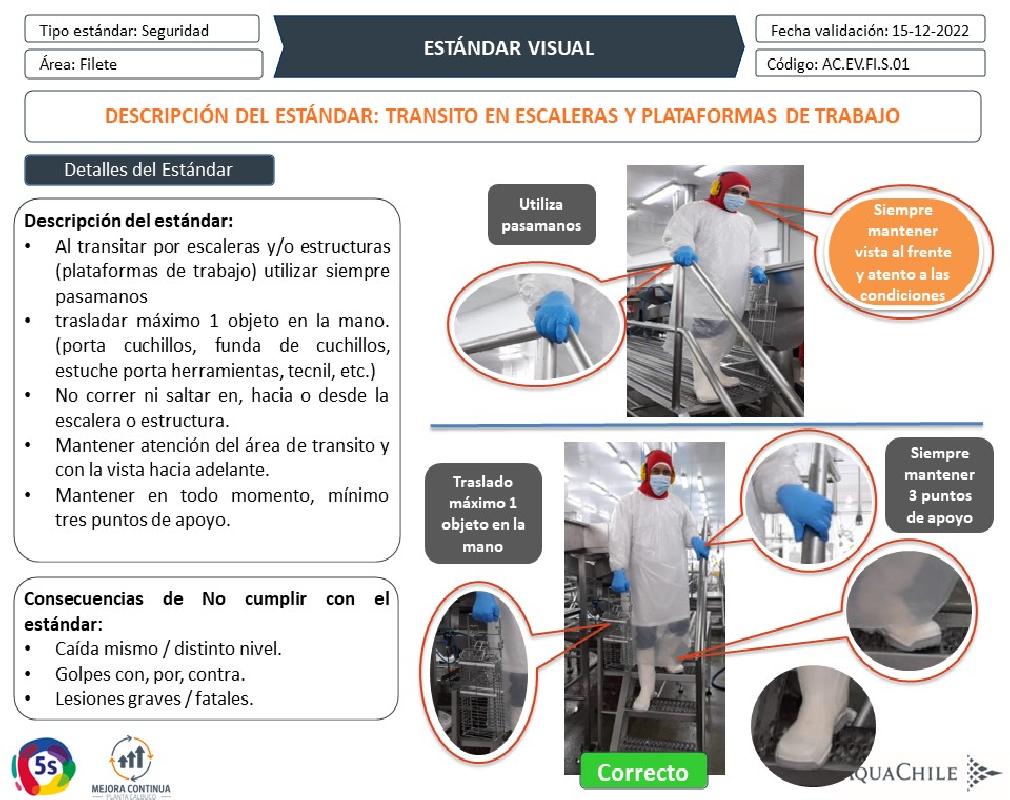 Tipo estándar: Seguridad
Área: Filete
ESTÁNDAR VISUAL
Fecha validación: 15-12-2022
Código: AC.EV.FI.S.01
DESCRIPCIÓN DEL ESTÁNDAR: TRANSITO EN ESCALERAS Y PLATAFORMAS DE TRABAJO
Detalles del Estándar
Descripción del estándar:
• Al transitar por escaleras y/o estructuras
(plataformas de trabajo) utilizar siempre
pasamanos
• trasladar máximo 1 objeto en la mano.
(porta cuchillos, funda de cuchillos,
estuche porta herramientas, tecnil, etc.)
• No correr ni saltar en, hacia o desde la
escalera o estructura.
• Mantener atención del área de transito y
con la vista hacia adelante.
• Mantener en todo momento, mínimo
tres puntos de apoyo.
Consecuencias de No cumplir con el
estándar:
• Caída mismo / distinto nivel.
• Golpes con, por, contra.
• Lesiones graves / fatales.
Utiliza
pasamanos
Siempre
mantener
vista al frente
y atento a las
condiciones
Traslado
máximo 1
objeto en la
mano
Siempre
mantener
3 puntos
de apoyo
Correcto
5s
MEJORA CONTINUA
PLANTA CALBUCO
AQUACHILE